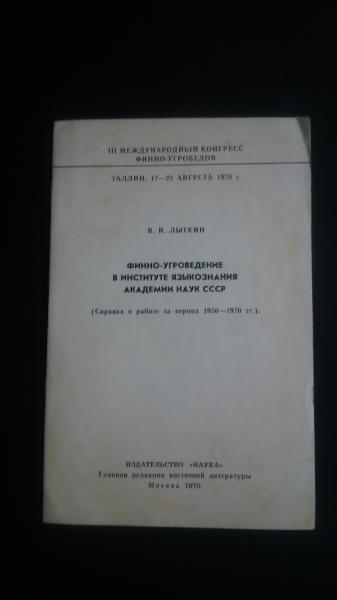 III МЕЖДУНАРОДНЫЙ КОНГРЕСС
ФИННО-УГРОВЕДОВ
ТАЛЛИН, 17—23 АВГУСТА 1970 г.
В. И. ЛЫТКИН
ФИННО-УГРОВЕДЕНИЕ
В ИНСТИТУТЕ ЯЗЫКОЗНАНИЯ
АКАДЕМИИ НАУК СССР
(Справка о работе за период 1950—1970 гг.).
ИЗДАТЕЛЬСТВО «НАУКА»
Главная редакция восточной литературы
Москва 1970